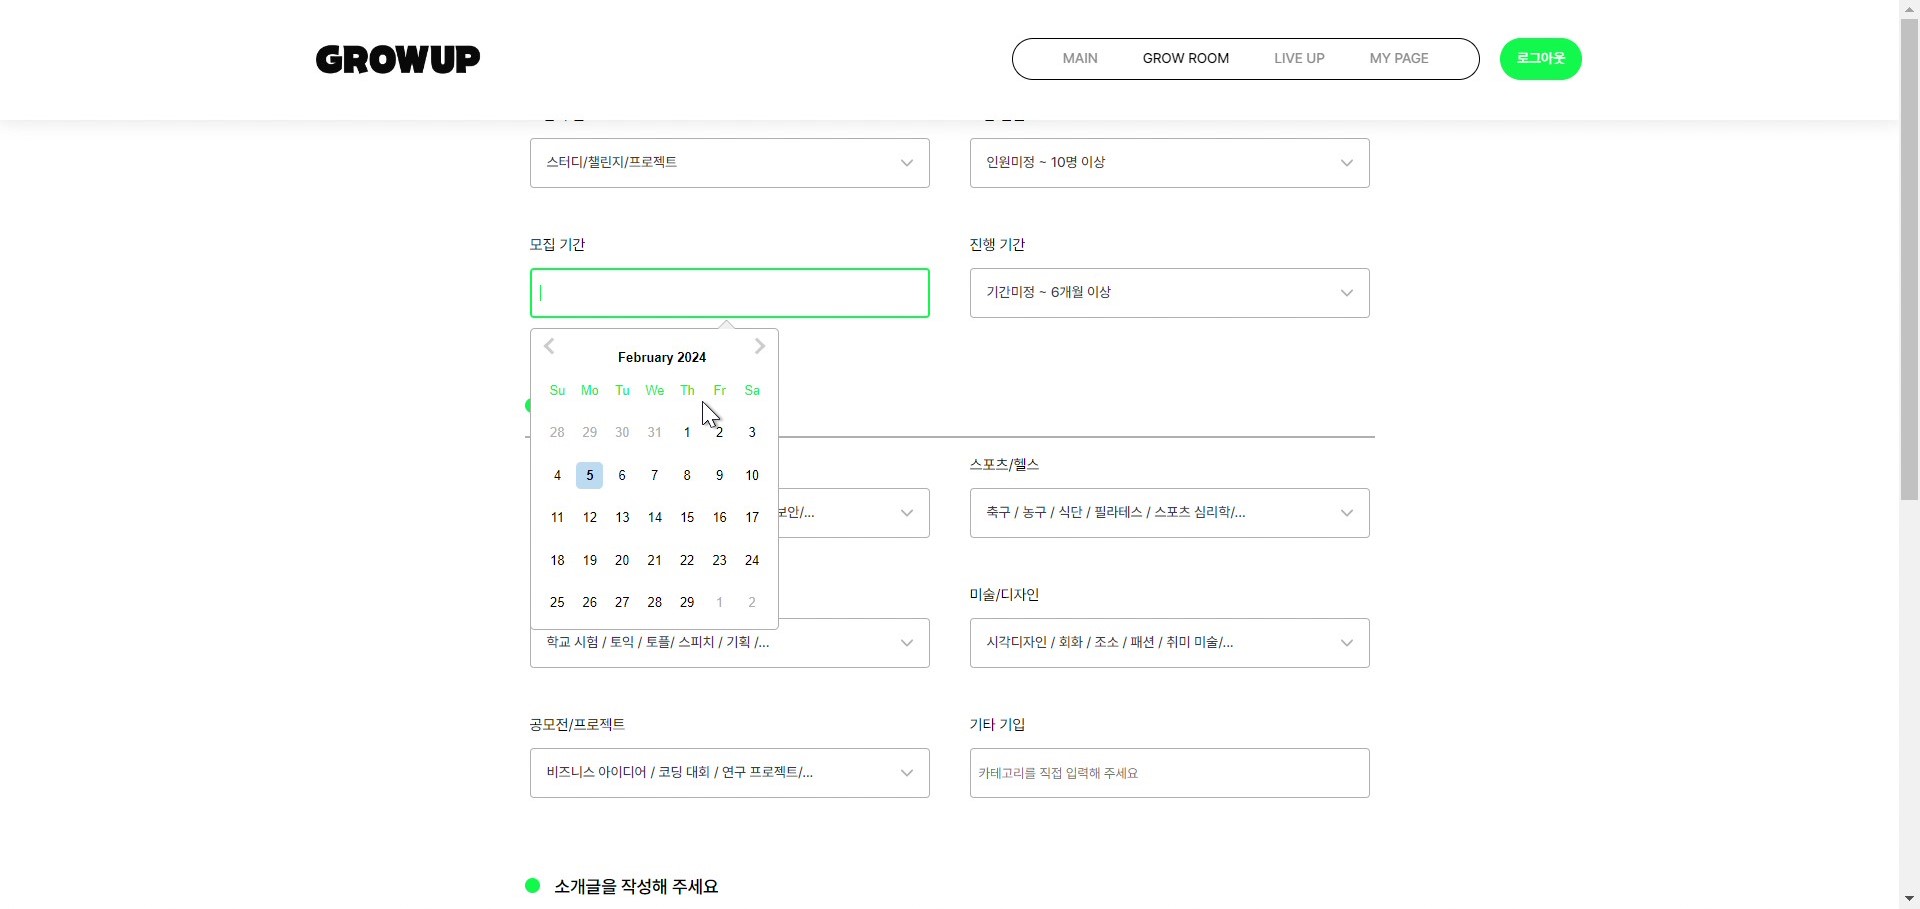 GROWUP
MAIN GROW ROOM LIVE UP MY PAGE
로그아웃
스터디/챌린지/프로젝트
인원미정 ~ 10명 이상
모집 기간
진행 기간
기간미정 ~ 6개월 이상
February 2024
Su Mo Tu We Th Fr Sa
28 29 30 31 1 2 3
4 5 6 7 8 9 10
11 12 13 14 15 16 17
18 19 20 21 22 23 24
25 26 27 28 29 1 2
스포츠/헬스
보안/...
축구 / 농구 / 식단 / 필라테스 / 스포츠 심리학/...
미술/디자인
학교 시험 / 토익 / 토플/ 스피치 / 기획 /...
시각디자인 / 회화 / 조소 / 패션 / 취미 미술/...
공모전/프로젝트
기타 기입
비즈니스 아이디어 / 코딩 대회 / 연구 프로젝트/...
카테고리를 직접 입력해 주세요
소개글을 작성해 주세요